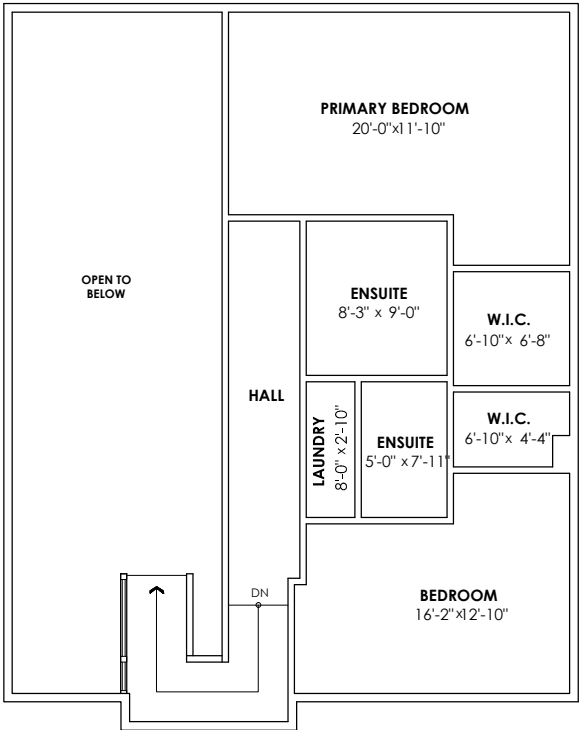 PRIMARY BEDROOM
20'-0"x11'-10"
OPEN TO
BELOW
ENSUITE
8'-3" x 9'-0"
W.I.C.
6'-10"x 6'-8"
HALL
LAUNDRY
8'-0" x 2'-10"
ENSUITE
5'-0" x 7'-11"
W.I.C.
6'-10"x 4'-4"
DN
BEDROOM
16'-2"x12'-10"